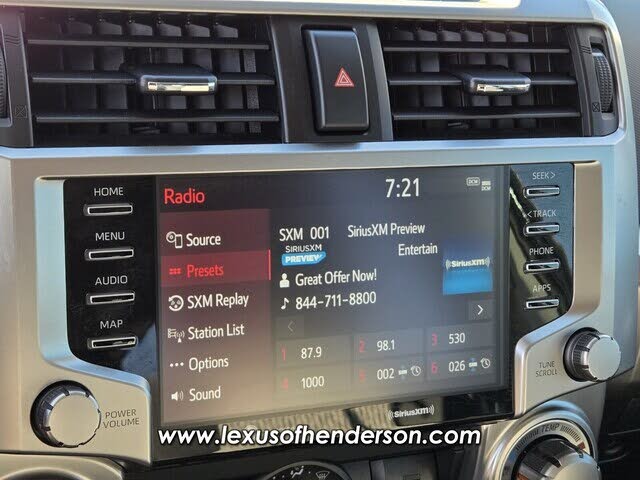 HOME
MENU
AUDIO
MAP
POWER
VOLUME
Radio
7:21
DCM
Source
Presets
SXM Replay
Station List
Options
Sound
SXM 001 SiriusXM Preview
SIRIUSXM
PREVIEW
Entertain
Great Offer Now!
844-711-8800
((SiriusXM))
1 87.9 2 98.1 3 530
4 1000 5 002 6 026
((SiriusXM))
SEEK >
< TRACK
PHONE
APPS
TUNE
SCROLL
TEMP
www.lexusofhenderson.com